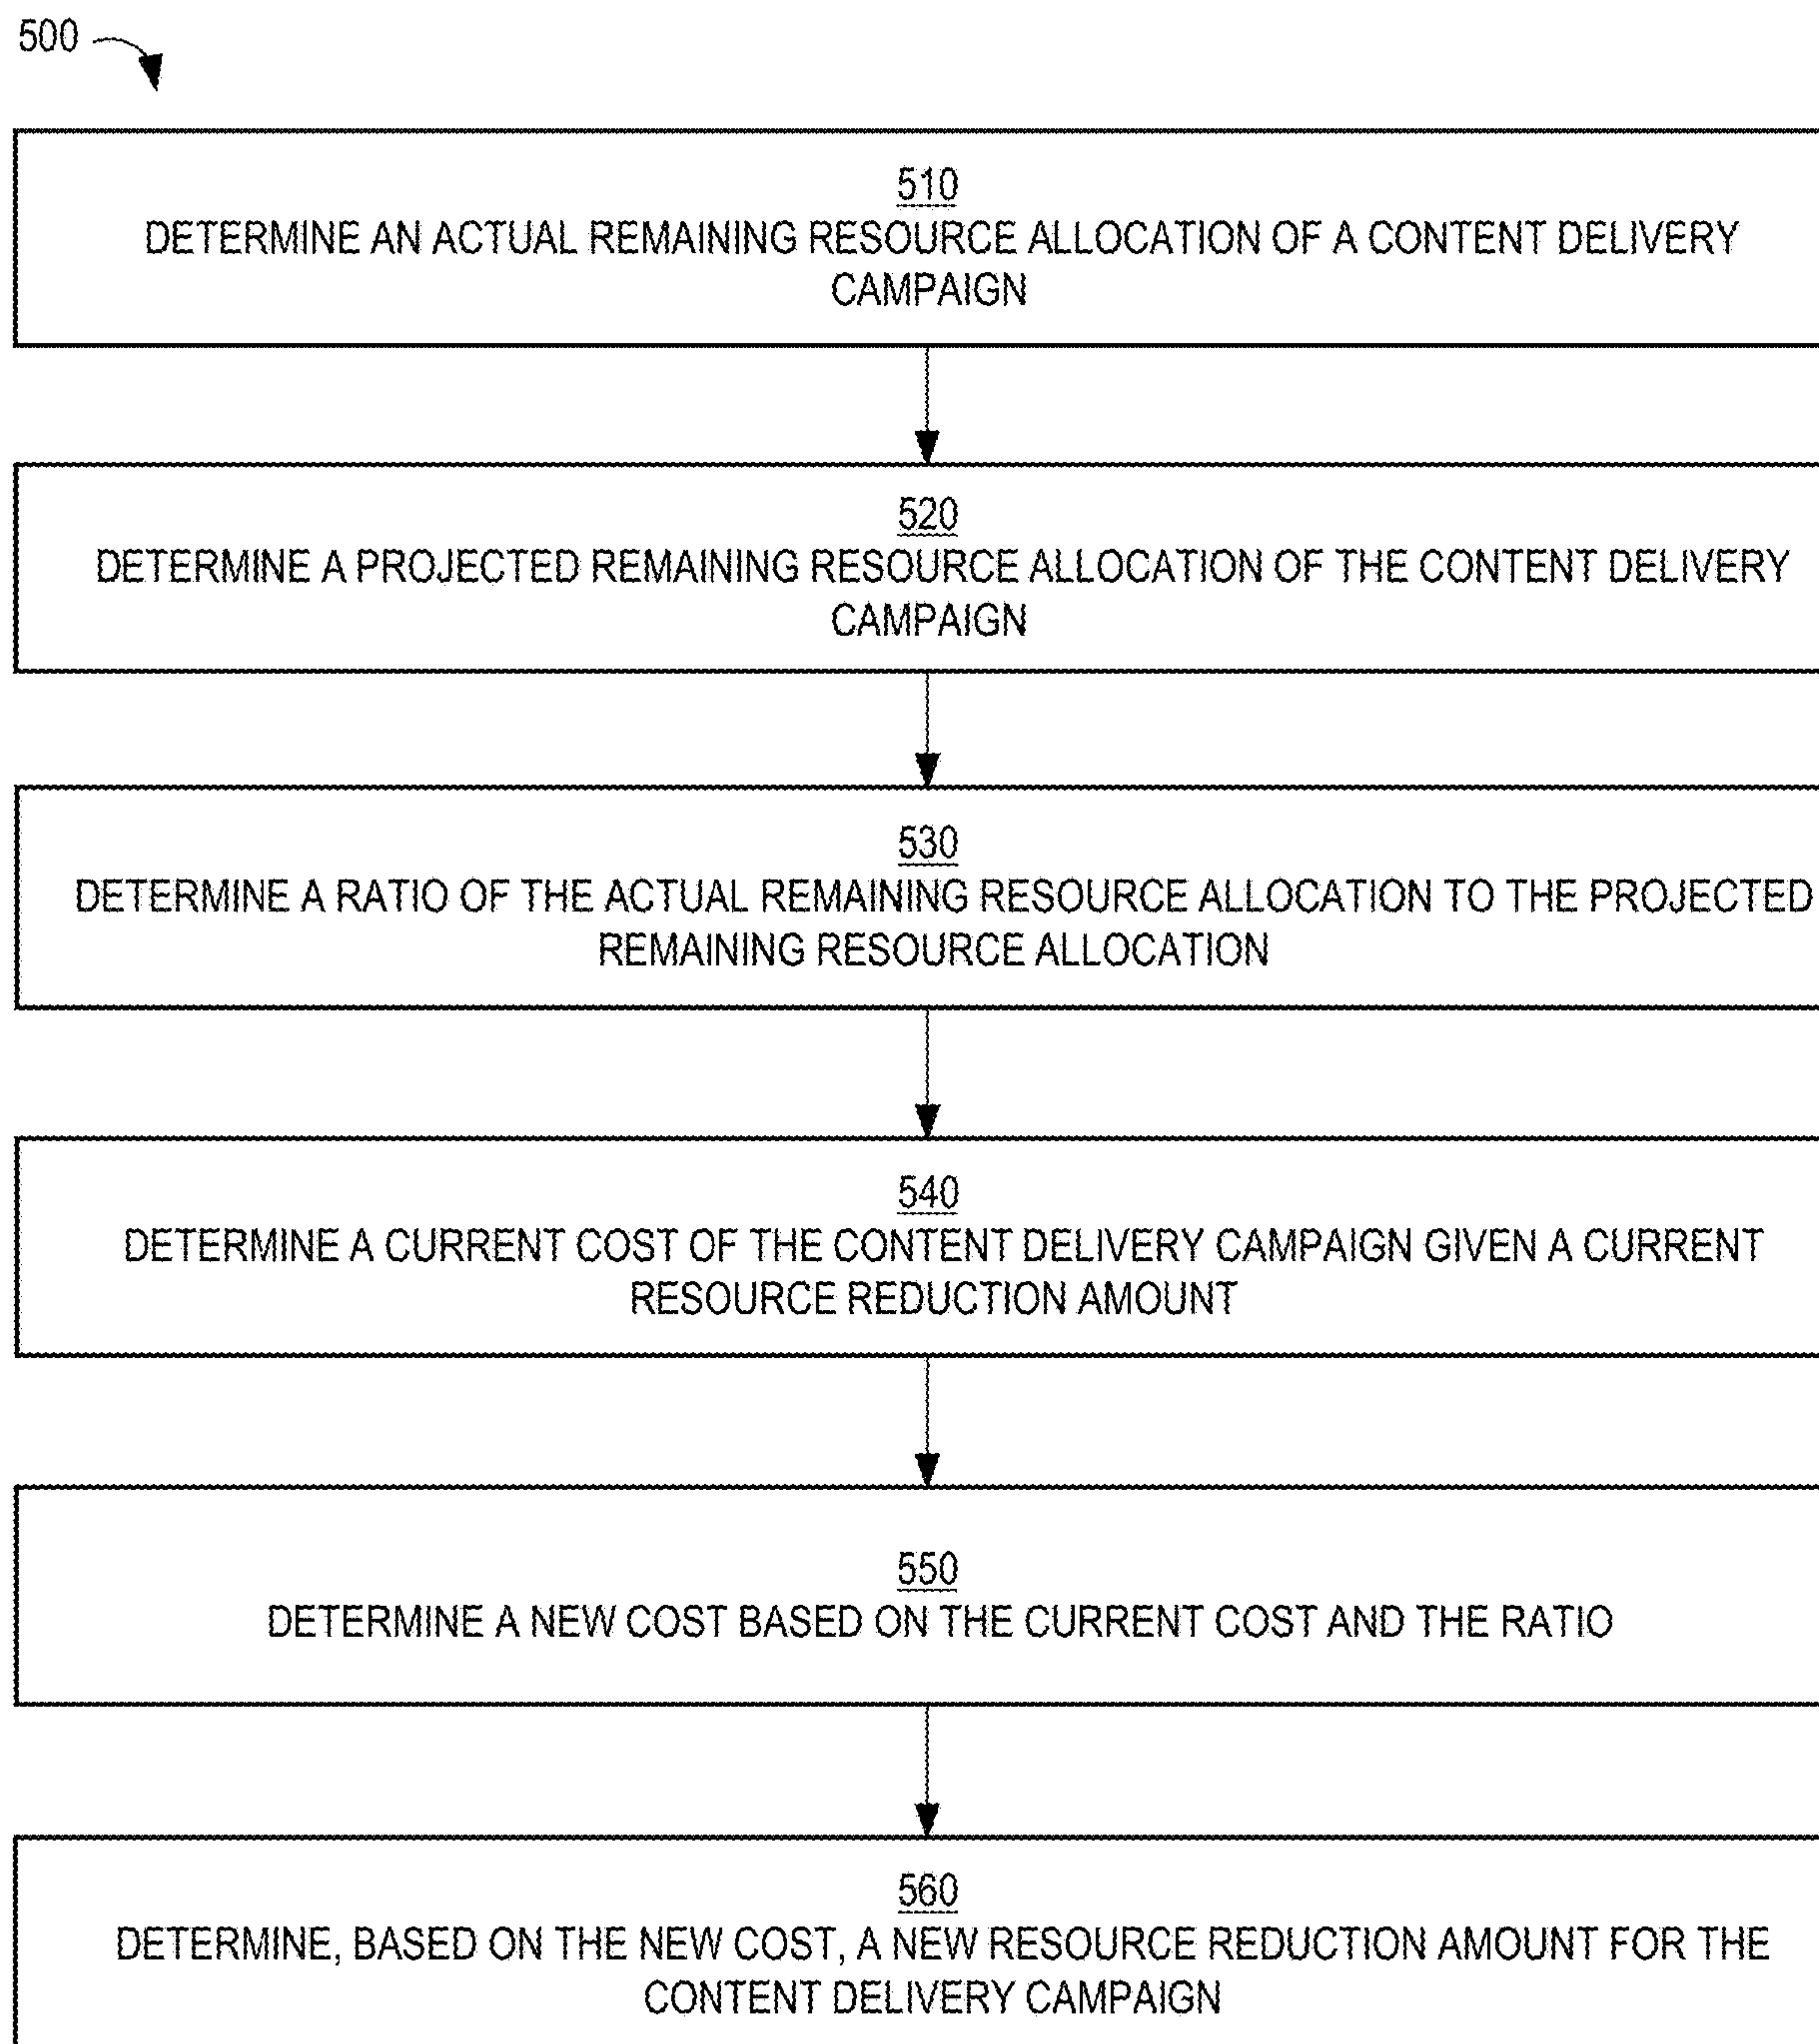 500
510
DETERMINE AN ACTUAL REMAINING RESOURCE ALLOCATION OF A CONTENT DELIVERY
CAMPAIGN
520
DETERMINE A PROJECTED REMAINING RESOURCE ALLOCATION OF THE CONTENT DELIVERY
CAMPAIGN
530
DETERMINE A RATIO OF THE ACTUAL REMAINING RESOURCE ALLOCATION TO THE PROJECTED
REMAINING RESOURCE ALLOCATION
540
DETERMINE A CURRENT COST OF THE CONTENT DELIVERY CAMPAIGN GIVEN A CURRENT
RESOURCE REDUCTION AMOUNT
550
DETERMINE A NEW COST BASED ON THE CURRENT COST AND THE RATIO
560
DETERMINE, BASED ON THE NEW COST, A NEW RESOURCE REDUCTION AMOUNT FOR THE
CONTENT DELIVERY CAMPAIGN